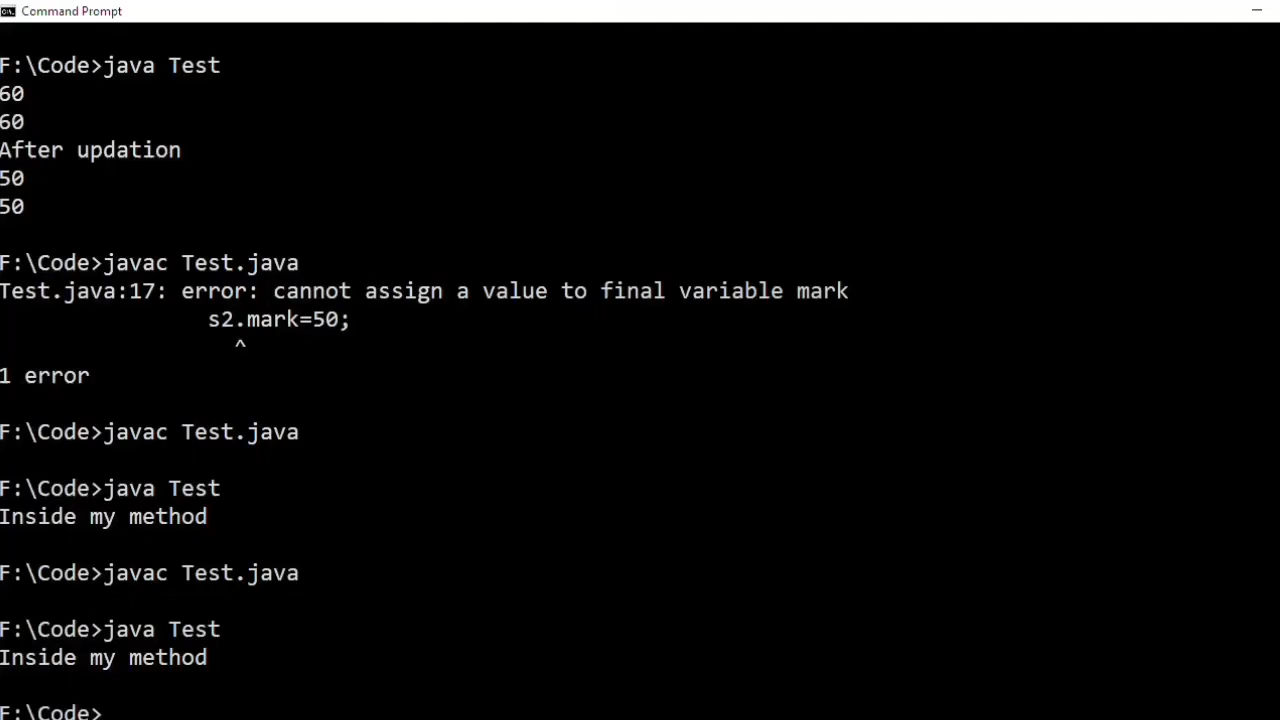 Command Prompt
F:\Code>java Test
60
60
After updation
50
50
F:\Code>javac Test.java
Test.java:17: error: cannot assign a value to final variable mark
s2.mark=50;
^
1 error
F:\Code>javac Test.java
F:\Code>java Test
Inside my method
F:\Code>javac Test.java
F:\Code>java Test
Inside my method
F:\Code>